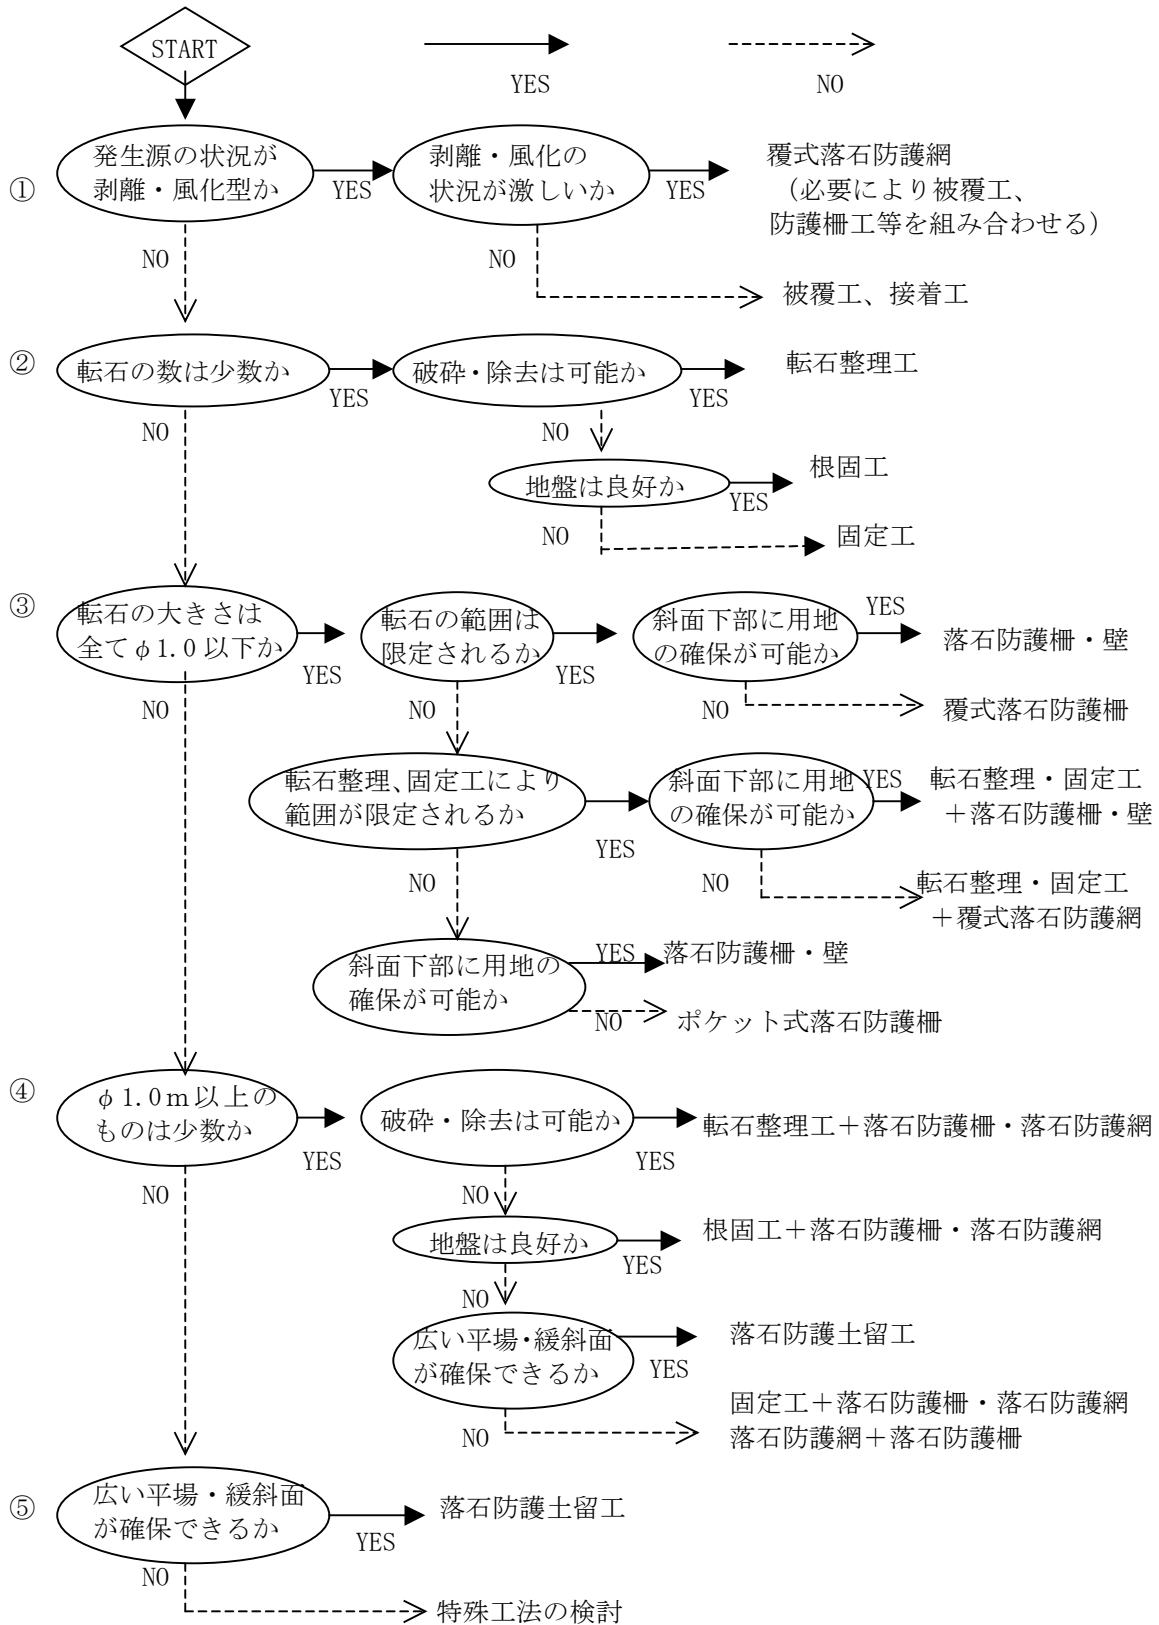 START
YES
NO
①
発生源の状況が
剥離・風化型か
YES
剥離・風化の
状況が激しいか
YES
覆式落石防護網
（必要により被覆工、
防護柵工等を組み合わせる）
NO
NO
被覆工、接着工
②
転石の数は少数か
YES
破砕・除去は可能か
YES
転石整理工
NO
NO
地盤は良好か
YES
根固工
NO
固定工
③
転石の大きさは
全てφ1.0以下か
YES
転石の範囲は
限定されるか
YES
斜面下部に用地
の確保が可能か
YES
落石防護柵・壁
NO
NO
NO
覆式落石防護柵
転石整理、固定工により
範囲が限定されるか
YES
斜面下部に用地
の確保が可能か
YES
転石整理・固定工
＋落石防護柵・壁
NO
NO
転石整理・固定工
＋覆式落石防護網
斜面下部に用地の
確保が可能か
YES
落石防護柵・壁
NO
ポケット式落石防護柵
④
φ1.0ｍ以上の
ものは少数か
YES
破砕・除去は可能か
YES
転石整理工＋落石防護柵・落石防護網
NO
NO
地盤は良好か
YES
根固工＋落石防護柵・落石防護網
NO
広い平場・緩斜面
が確保できるか
YES
落石防護土留工
NO
固定工＋落石防護柵・落石防護網
落石防護網＋落石防護柵
⑤
広い平場・緩斜面
が確保できるか
YES
落石防護土留工
NO
特殊工法の検討